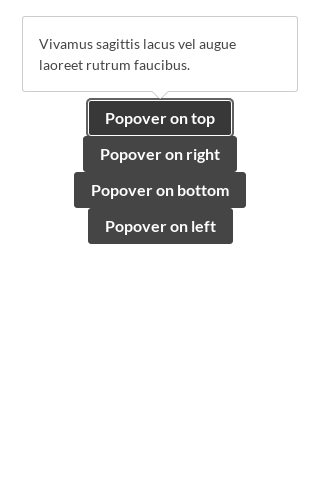 Vivamus sagittis lacus vel augue
laoreet rutrum faucibus.
Popover on top
Popover on right
Popover on bottom
Popover on left